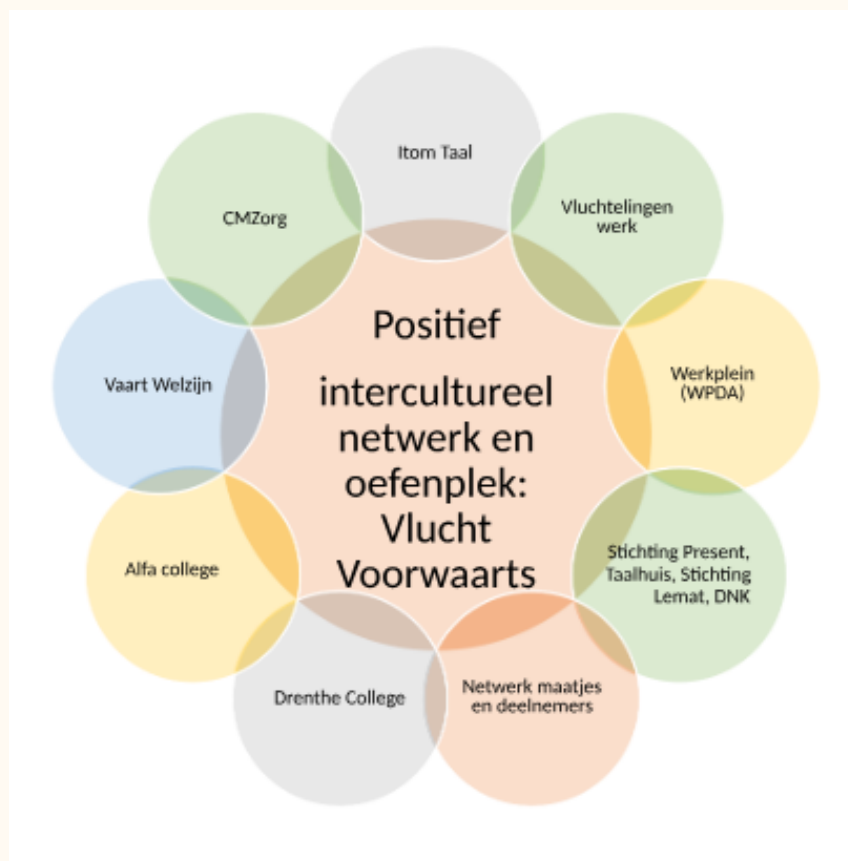 Itom Taal
Vluchtelingen
werk
Werkplein
(WPDA)
Stichting Present,
Taalhuis, Stichting
Lemat, DNK
Netwerk maatjes
en deelnemers
Drenthe College
Alfa college
Vaart Welzijn
CMZorg
Positief
intercultureel
netwerk en
oefenplek:
Vlucht
Voorwaarts